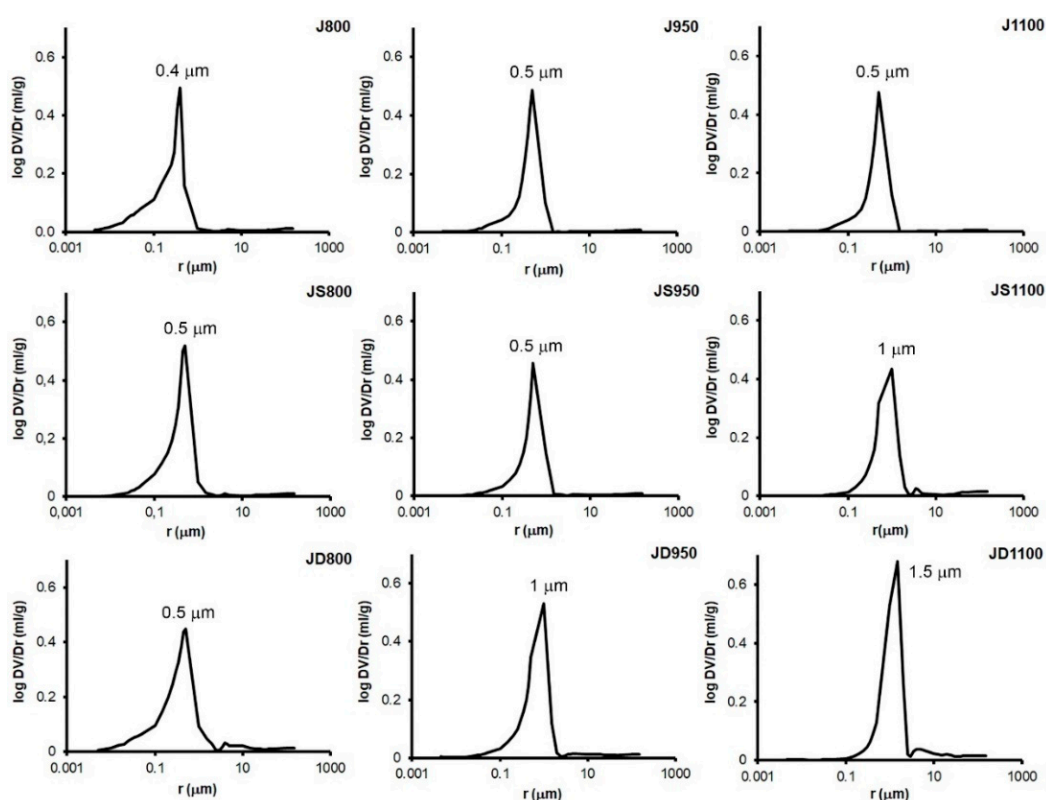 J800
log DV/Dr (ml/g)
0.6
0.4
0.2
0.0
0.4 μm
0.001
0.1
10
1000
r (μm)
J950
log DV/Dr (ml/g)
0.6
0.4
0.2
0
0.5 μm
0.001
0.1
10
1000
r (μm)
J1100
log DV/Dr (ml/g)
0.6
0.4
0.2
0
0.5 μm
0.001
0.1
10
1000
r (μm)
JS800
log DV/Dr (ml/g)
0,6
0,4
0,2
0
0.5 μm
0,001
0,1
10
1000
r (μm)
JS950
log DV/Dr (ml/g)
0.6
0.4
0.2
0
0.5 μm
0.001
0.1
10
1000
r (μm)
JS1100
log DV/Dr (ml/g)
0.6
0.4
0.2
0
1 μm
0.001
0.1
10
1000
r(μm)
JD800
log DV/Dr (ml/g)
0.6
0.4
0.2
0
0.5 μm
0.001
0.1
10
1000
r (μm)
JD950
log DV/Dr (ml/g)
0.6
0.4
0.2
0
1 μm
0.001
0.1
10
1000
r (μm)
JD1100
log DV/Dr (ml/g)
0.6
0.4
0.2
0
1.5 μm
0.001
0.1
10
1000
r (μm)